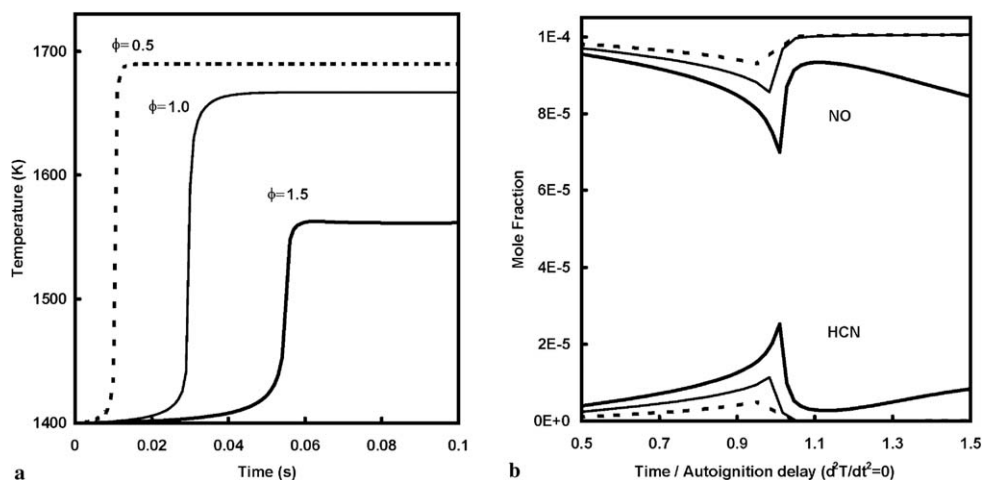 Temperature (K)
1700
1600
1500
1400
ϕ=0.5
ϕ=1.0
ϕ=1.5
0
0.02
0.04
0.06
0.08
0.1
Time (s)
a
Mole Fraction
1E-4
8E-5
6E-5
4E-5
2E-5
0E+0
NO
HCN
0.5
0.7
0.9
1.1
1.3
1.5
Time / Autoignition delay (d²T/dt²=0)
b